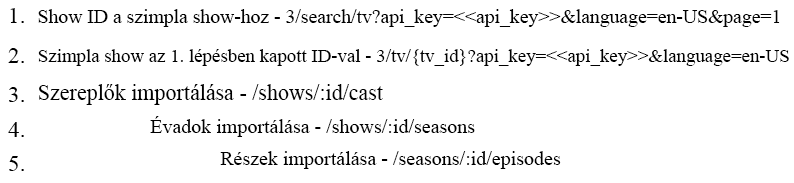 1. Show ID a szimpla show-hoz - 3/search/tv?api_key=<<api_key>>&language=en-US&page=1
2. Szimpla show az 1. lépésben kapott ID-val - 3/tv/{tv_id}?api_key=<<api_key>>&language=en-US
3. Szereplők importálása - /shows/:id/cast
4. Évadok importálása - /shows/:id/seasons
5. Részek importálása - /seasons/:id/episodes